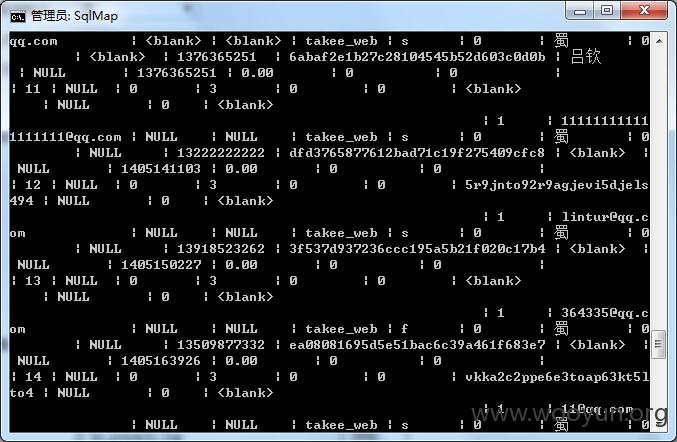 管理员: SqlMap
qq.com | <blank> | <blank> | takee_web | s | 0 | 蜀 | 0
| <blank> | 1376365251 | 6abaf2e1b27c28104545b52d603c0d0b | 吕钦
| NULL | 1376365251 | 0.00 | 0 | 0 |
| 11 | NULL | 0 | 3 | 0 | 0 | <blank>
| NULL | 0 | <blank>
| 1 | 11111111111
1111111@qq.com | NULL | NULL | takee_web | s | 0 | 蜀 | 0
| NULL | 13222222222 | dfd3765877612bad71c19f275409cfc8 | <blank> |
NULL | 1405141103 | 0.00 | 0 | 0 |
| 12 | NULL | 0 | 3 | 0 | 0 | 5r9jnto92r9agjevi5djels
494 | NULL | 0 | <blank>
| 1 | lintur@qq.c
om | NULL | NULL | takee_web | s | 0 | 蜀 | 0
| NULL | 13918523262 | 3f537d937236ccc195a5b21f020c17b4 | <blank> |
NULL | 1405150227 | 0.00 | 0 | 0 |
| 13 | NULL | 0 | 3 | 0 | 0 | <blank>
| NULL | 0 | <blank>
| 1 | 364335@qq.c
om | NULL | NULL | takee_web | f | 0 | 蜀 | 0
| NULL | 13509877332 | ea08081695d5e51bac6c39a461f683e7 | <blank> |
NULL | 1405163926 | 0.00 | 0 | 0 |
| 14 | NULL | 0 | 3 | 0 | 0 | vkka2c2ppe6e3toap63kt5l
to4 | NULL | 0 | <blank>
| 1 | 11@qq.com
| NULL | NULL | takee_web | s | 0 | 蜀 | 0
www.wooyun.org